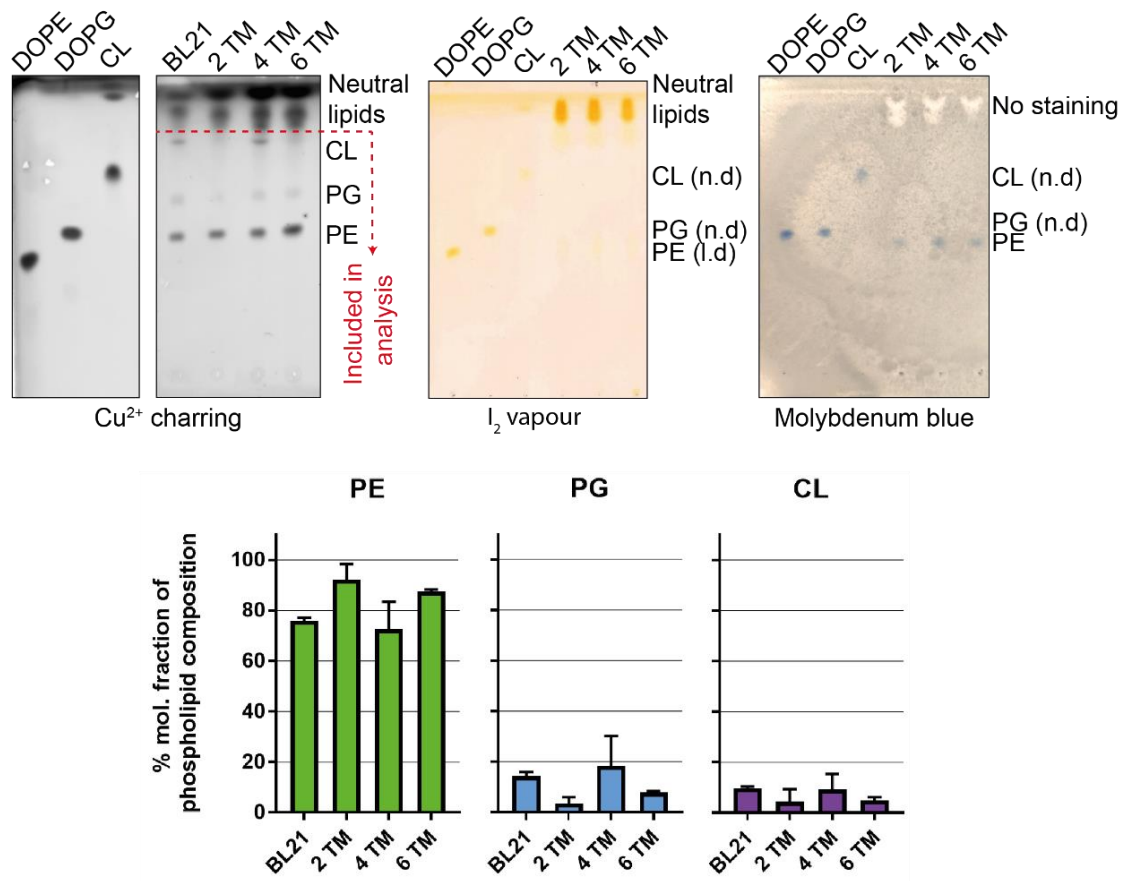 DOPE DOPG CL
BL21 2 TM 4 TM 6 TM
Neutral
lipids
CL
PG
PE
Included in
analysis
Cu²⁺ charring
DOPE DOPG CL 2 TM 4 TM 6 TM
Neutral
lipids
CL (n.d)
PG (n.d)
PE (l.d)
I₂ vapour
DOPE DOPG CL 2 TM 4 TM 6 TM
No staining
CL (n.d)
PG (n.d)
PE
Molybdenum blue
% mol. fraction of
phospholipid composition
PE
100
80
60
40
20
0
BL21 2 TM 4 TM 6 TM
PG
BL21 2 TM 4 TM 6 TM
CL
BL21 2 TM 4 TM 6 TM